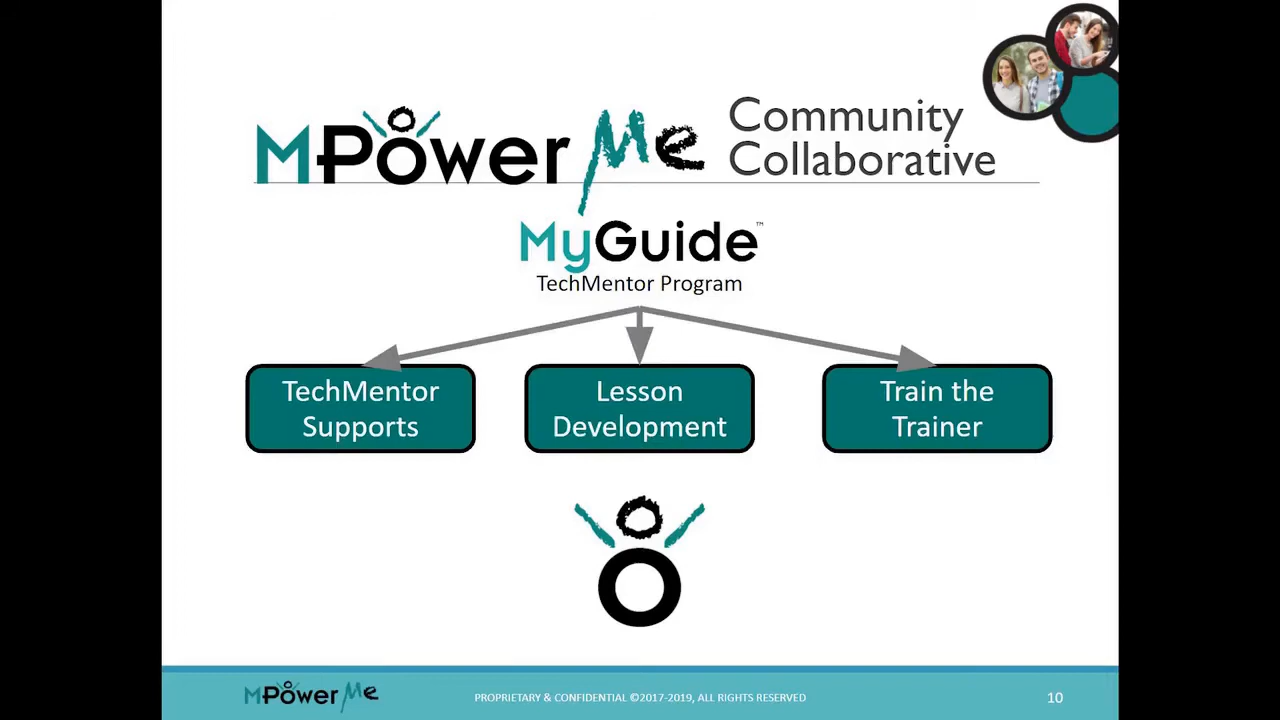 MPower Me Community
Collaborative
MyGuide™
TechMentor Program
TechMentor
Supports
Lesson
Development
Train the
Trainer
MPower Me
PROPRIETARY & CONFIDENTIAL ©2017-2019, ALL RIGHTS RESERVED
10